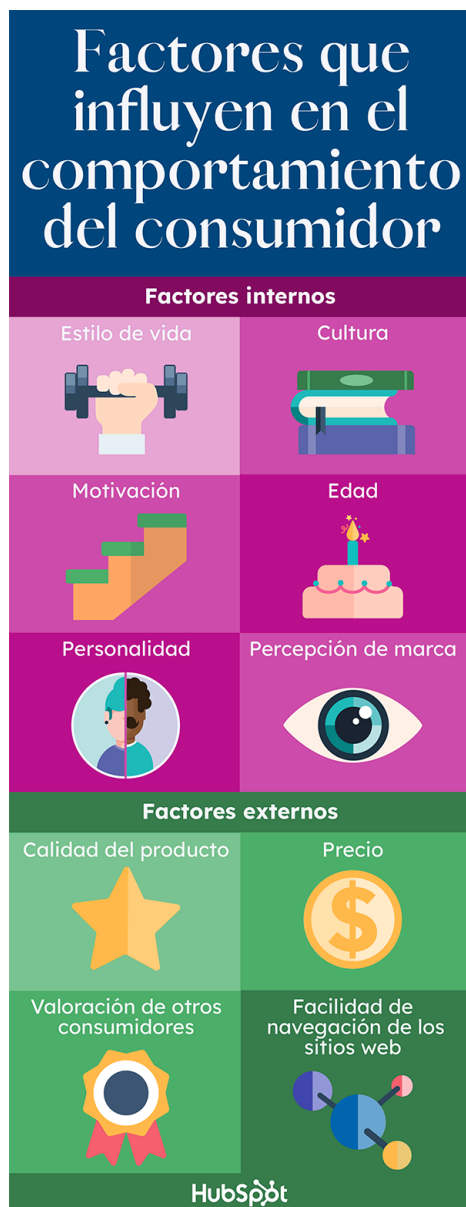 Factores que
influyen en el
comportamiento
del consumidor
Factores internos
Estilo de vida
Cultura
Motivación
Edad
Personalidad
Percepción de marca
Factores externos
Calidad del producto
Precio
$
Valoración de otros
consumidores
Facilidad de
navegación de los
sitios web
HubSpot